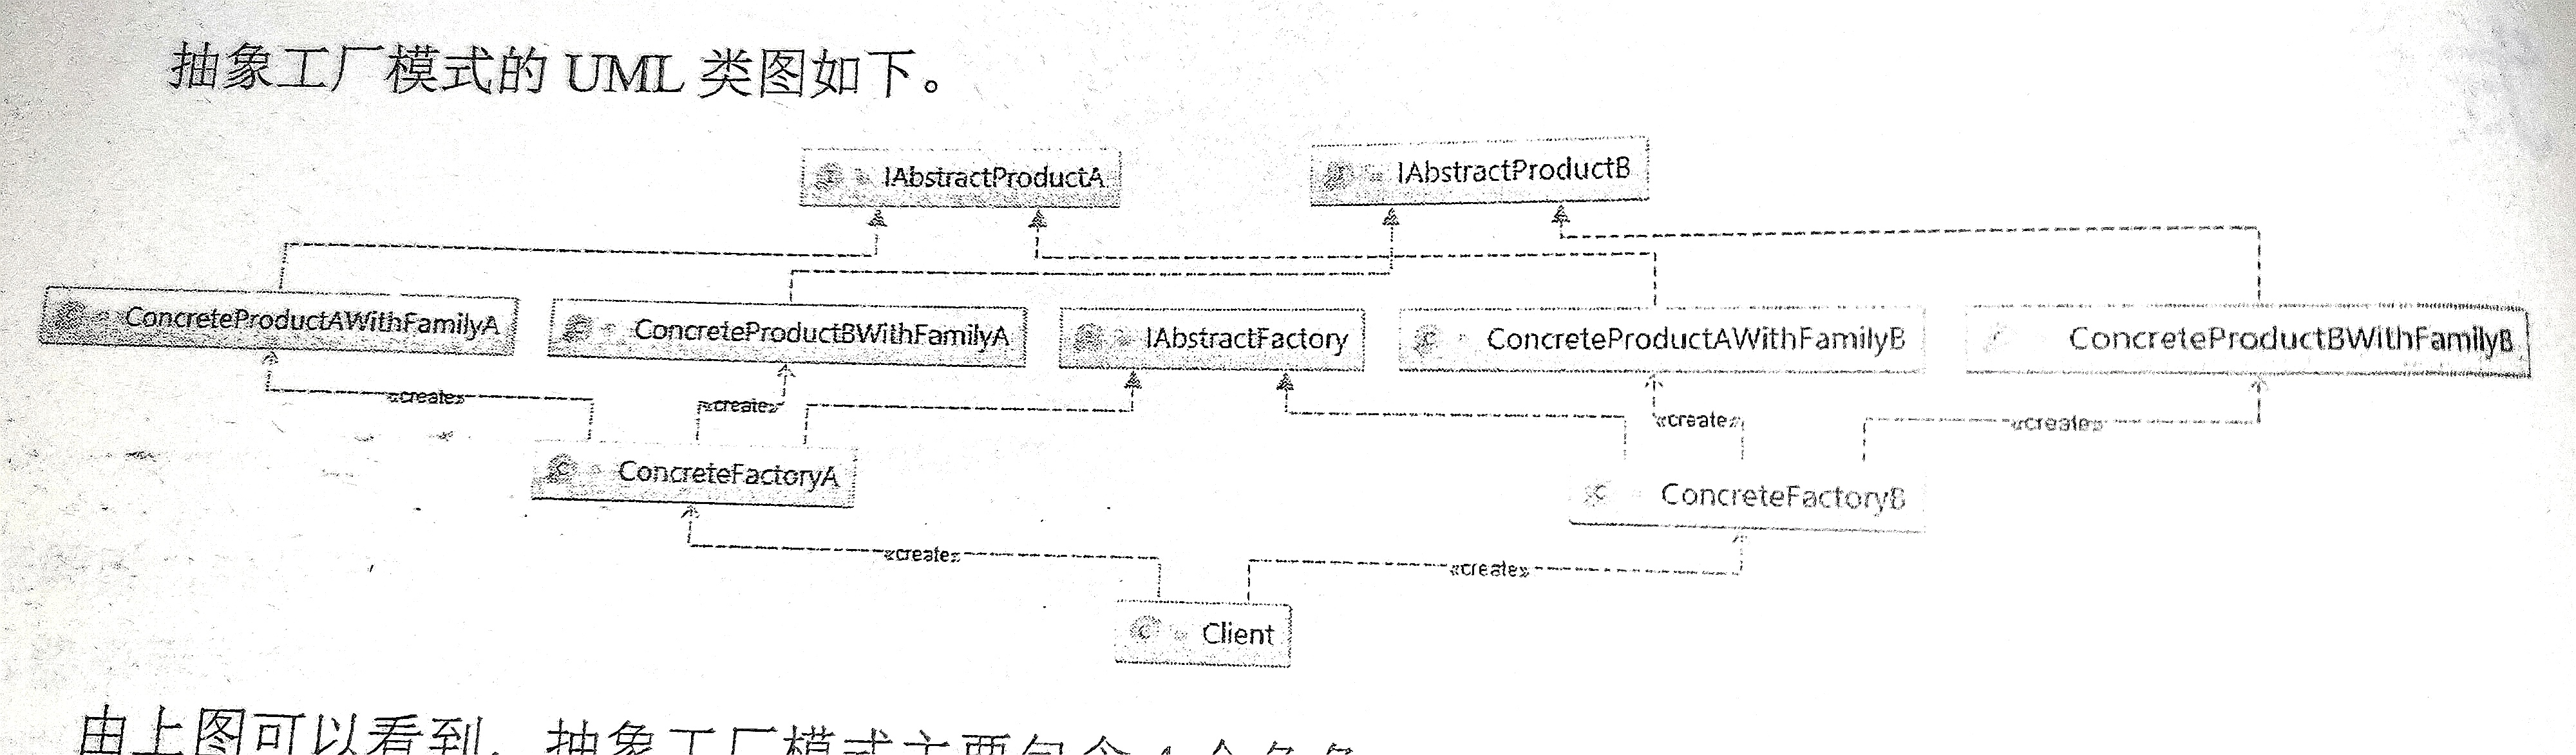 抽象工厂模式的 UML 类图如下。
IAbstractProductA
IAbstractProductB
ConcreteProductAWithFamilyA
ConcreteProductBWithFamilyA
IAbstractFactory
ConcreteProductAWithFamilyB
ConcreteProductBWithFamilyB
«create»
«create»
«create»
«create»
ConcreteFactoryA
ConcreteFactoryB
«create»
«create»
Client
由上图可以看到，抽象工厂模式主要包含 4 个角色